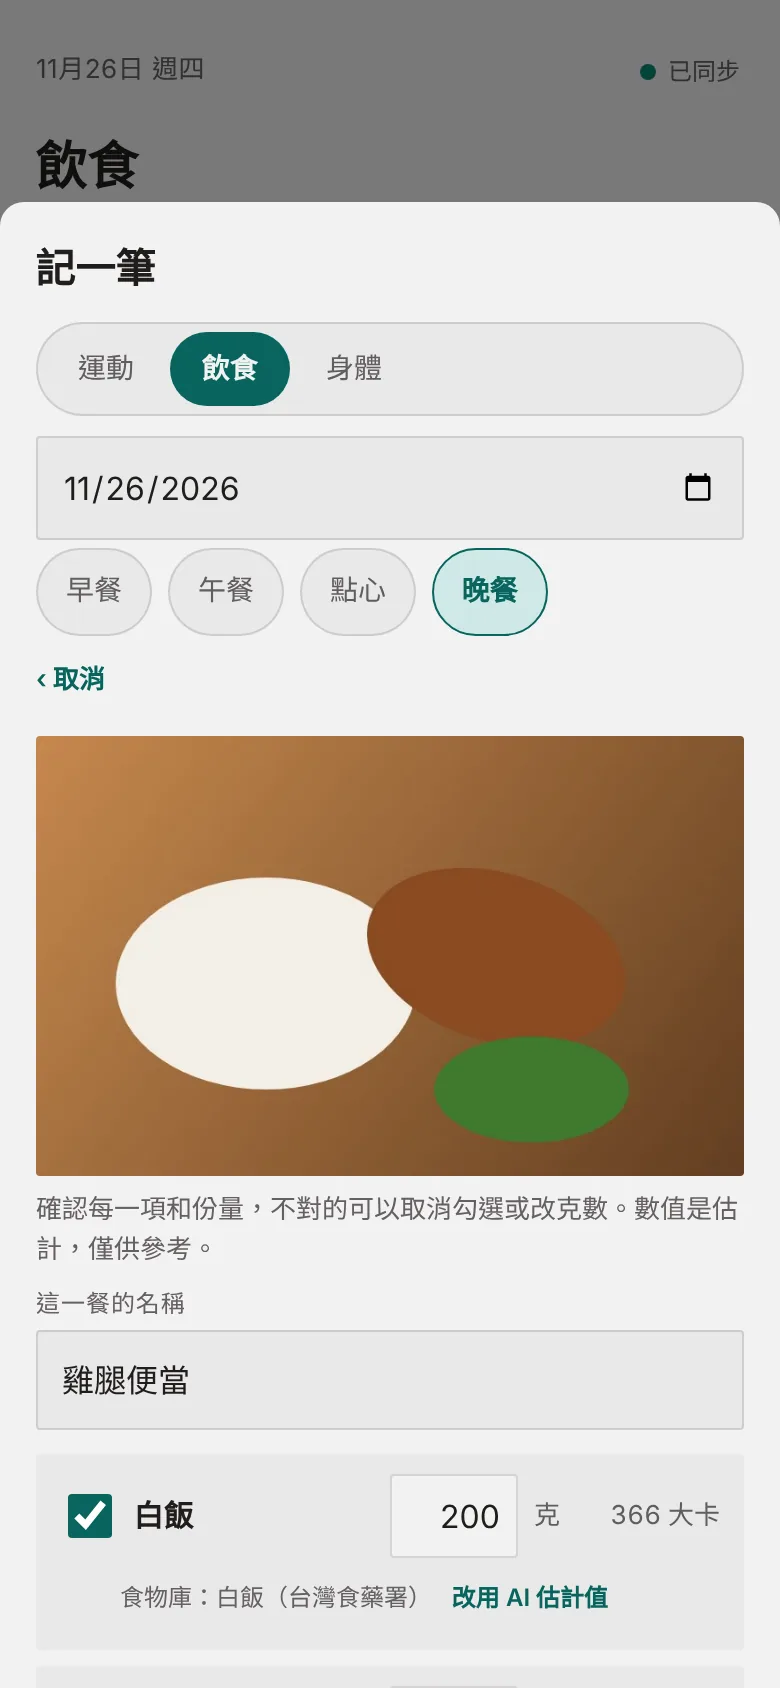 11月26日 週四
已同步
飲食
記一筆
運動 飲食 身體
11/26/2026
早餐 午餐 點心 晚餐
‹ 取消
確認每一項和份量，不對的可以取消勾選或改克數。數值是估
計，僅供參考。
這一餐的名稱
雞腿便當
白飯 200 克 366 大卡
食物庫：白飯（台灣食藥署） 改用 AI 估計值